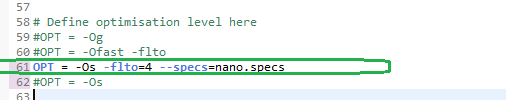 57
58 # Define optimisation level here
59 #OPT = -Og
60 #OPT = -Ofast -flto
61 OPT = -Os -flto=4 --specs=nano.specs
62 #OPT = -Os
63